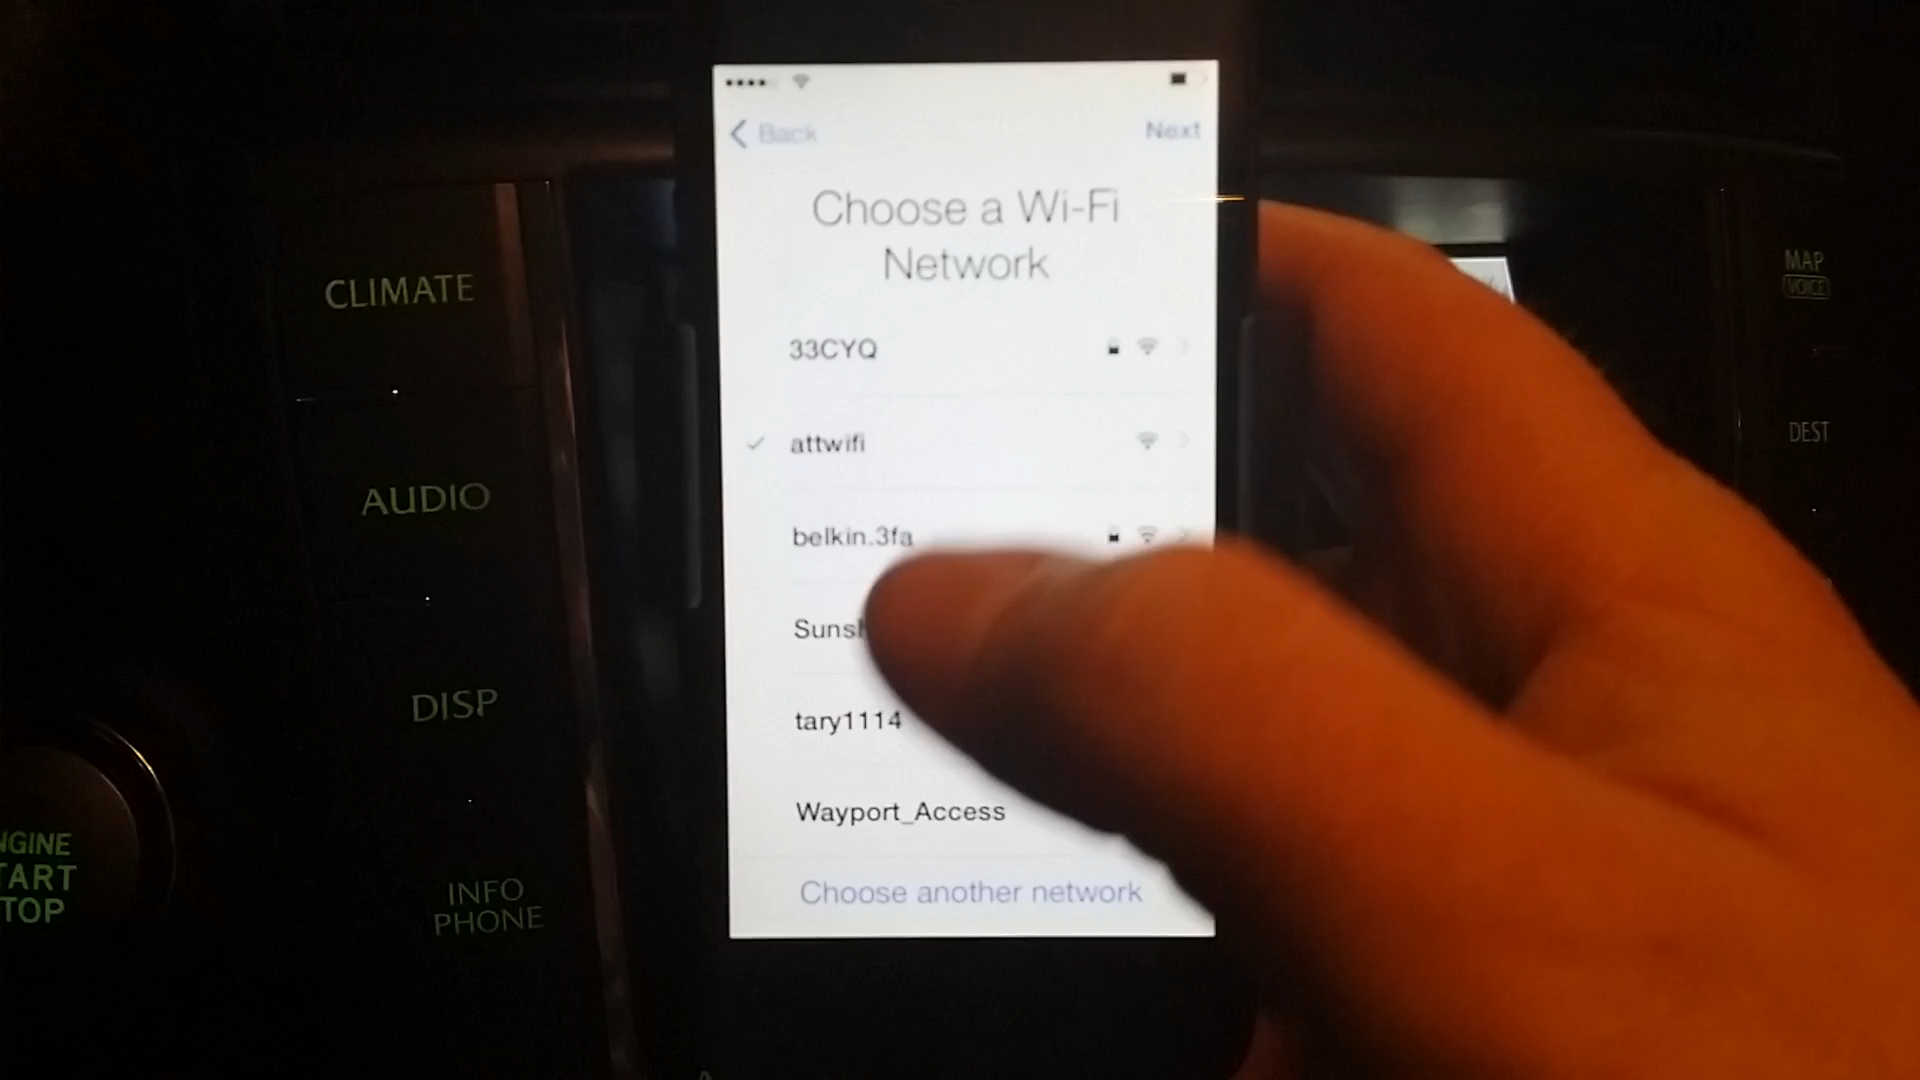 Back
Next
Choose a Wi-Fi
Network
33CYQ
attwifi
belkin.3fa
tary1114
Wayport_Access
Choose another network
CLIMATE
AUDIO
DISP
INFO
PHONE
MAP
VOICE
DEST